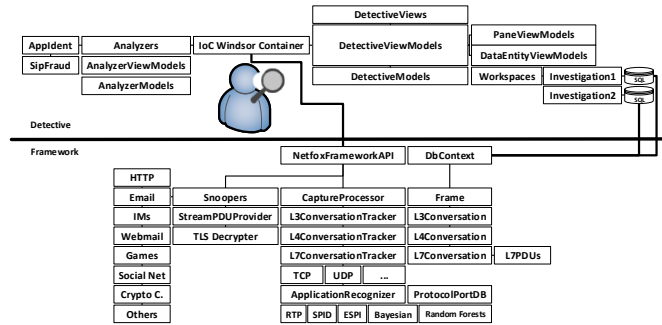 DetectiveViews
PaneViewModels
AppIdent
Analyzers
IoC Windsor Container
DetectiveViewModels
DataEntityViewModels
SipFraud
AnalyzerViewModels
AnalyzerModels
DetectiveModels
Workspaces
Investigation1
SQL
Investigation2
SQL
Detective
Framework
NetfoxFrameworkAPI
DbContext
HTTP
Email
Snoopers
CaptureProcessor
Frame
IMs
StreamPDUProvider
L3ConversationTracker
L3Conversation
Webmail
TLS Decrypter
L4ConversationTracker
L4Conversation
Games
L7ConversationTracker
L7Conversation
L7PDUs
Social Net
TCP
UDP
...
Crypto C.
ApplicationRecognizer
ProtocolPortDB
Others
RTP
SPID
ESPI
Bayesian
Random Forests